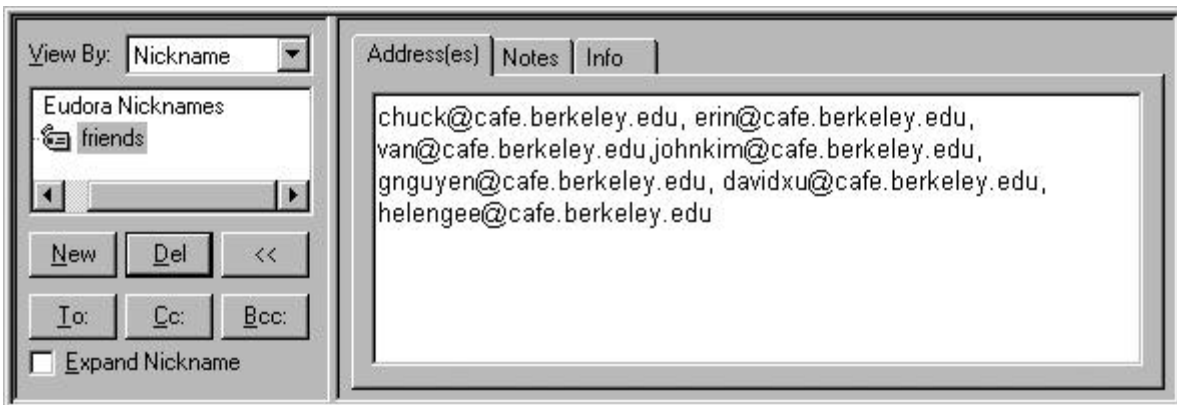 View By: Nickname
Eudora Nicknames
friends
New Del <<
To: Cc: Bcc:
Expand Nickname
Address(es) Notes Info
chuck@cafe.berkeley.edu, erin@cafe.berkeley.edu,
van@cafe.berkeley.edu,johnkim@cafe.berkeley.edu,
gnguyen@cafe.berkeley.edu, davidxu@cafe.berkeley.edu,
helengee@cafe.berkeley.edu